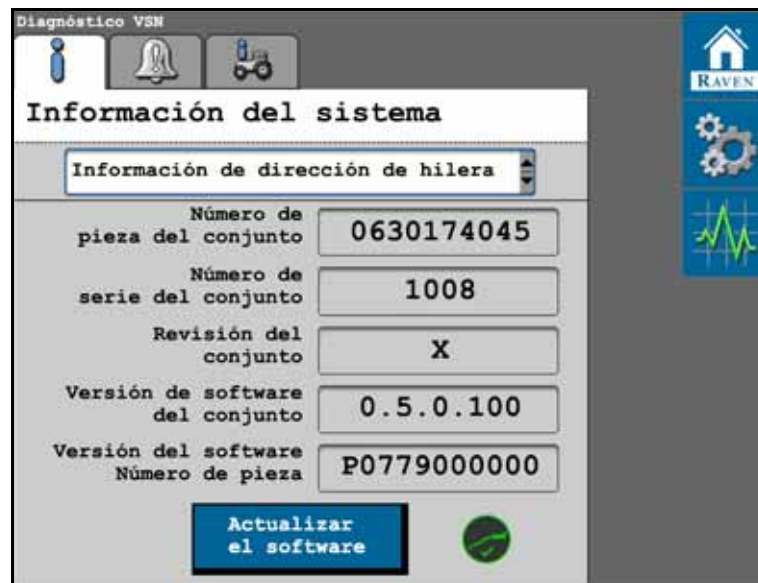 Diagnóstico VSN
RAVEN
Información del sistema
Información de dirección de hilera
Número de
pieza del conjunto
0630174045
Número de
serie del conjunto
1008
Revisión del
conjunto
X
Versión de software
del conjunto
0.5.0.100
Versión del software
Número de pieza
P0779000000
Actualizar
el software